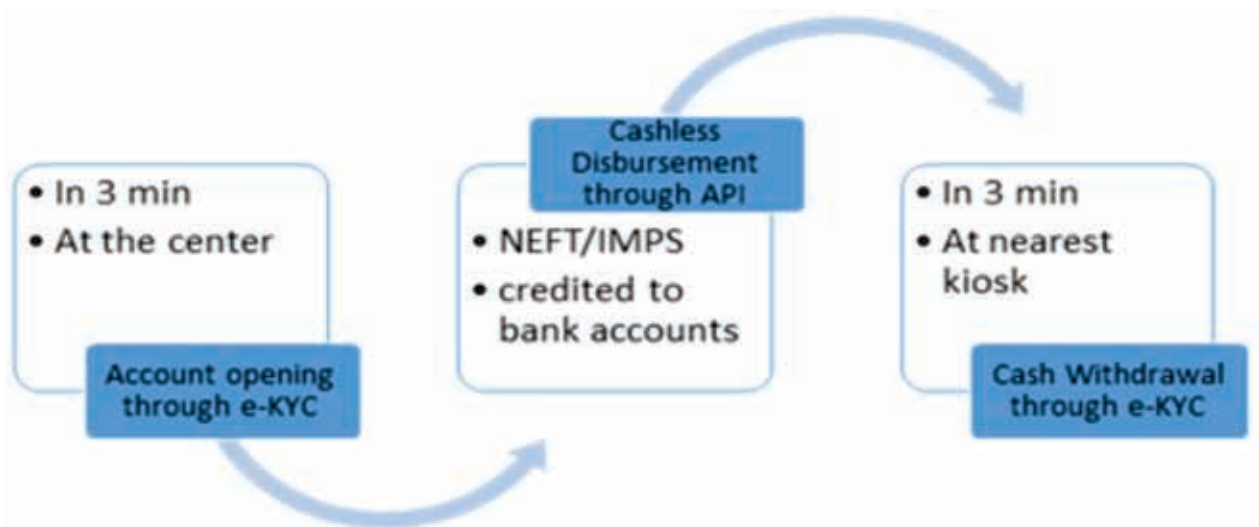 • In 3 min
• At the center
Account opening
through e-KYC
Cashless
Disbursement
through API
• NEFT/IMPS
• credited to
bank accounts
• In 3 min
• At nearest
kiosk
Cash Withdrawal
through e-KYC